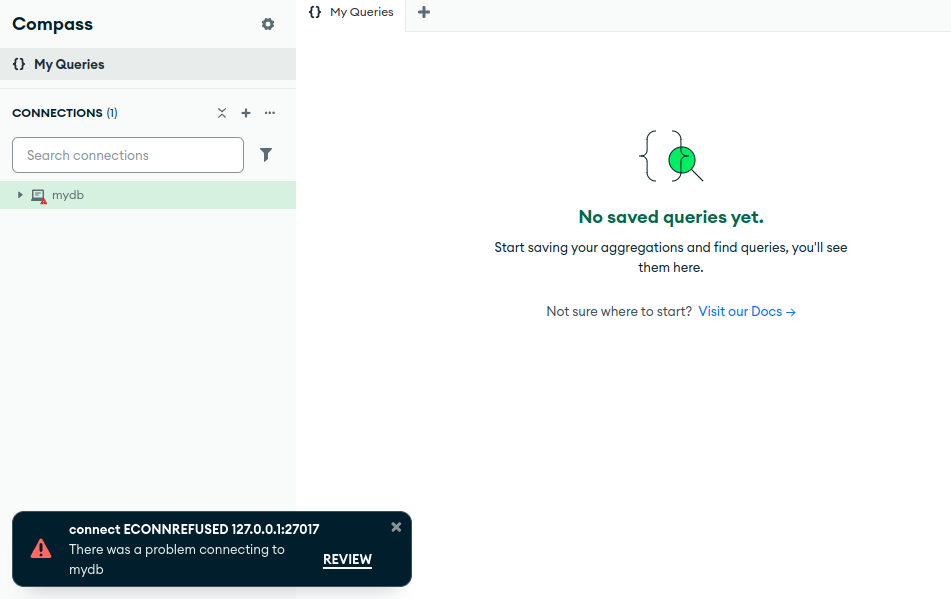 Compass
{} My Queries
CONNECTIONS (1)
Search connections
mydb
{} My Queries
No saved queries yet.
Start saving your aggregations and find queries, you'll see
them here.
Not sure where to start? Visit our Docs →
connect ECONNREFUSED 127.0.0.1:27017
There was a problem connecting to
mydb
REVIEW